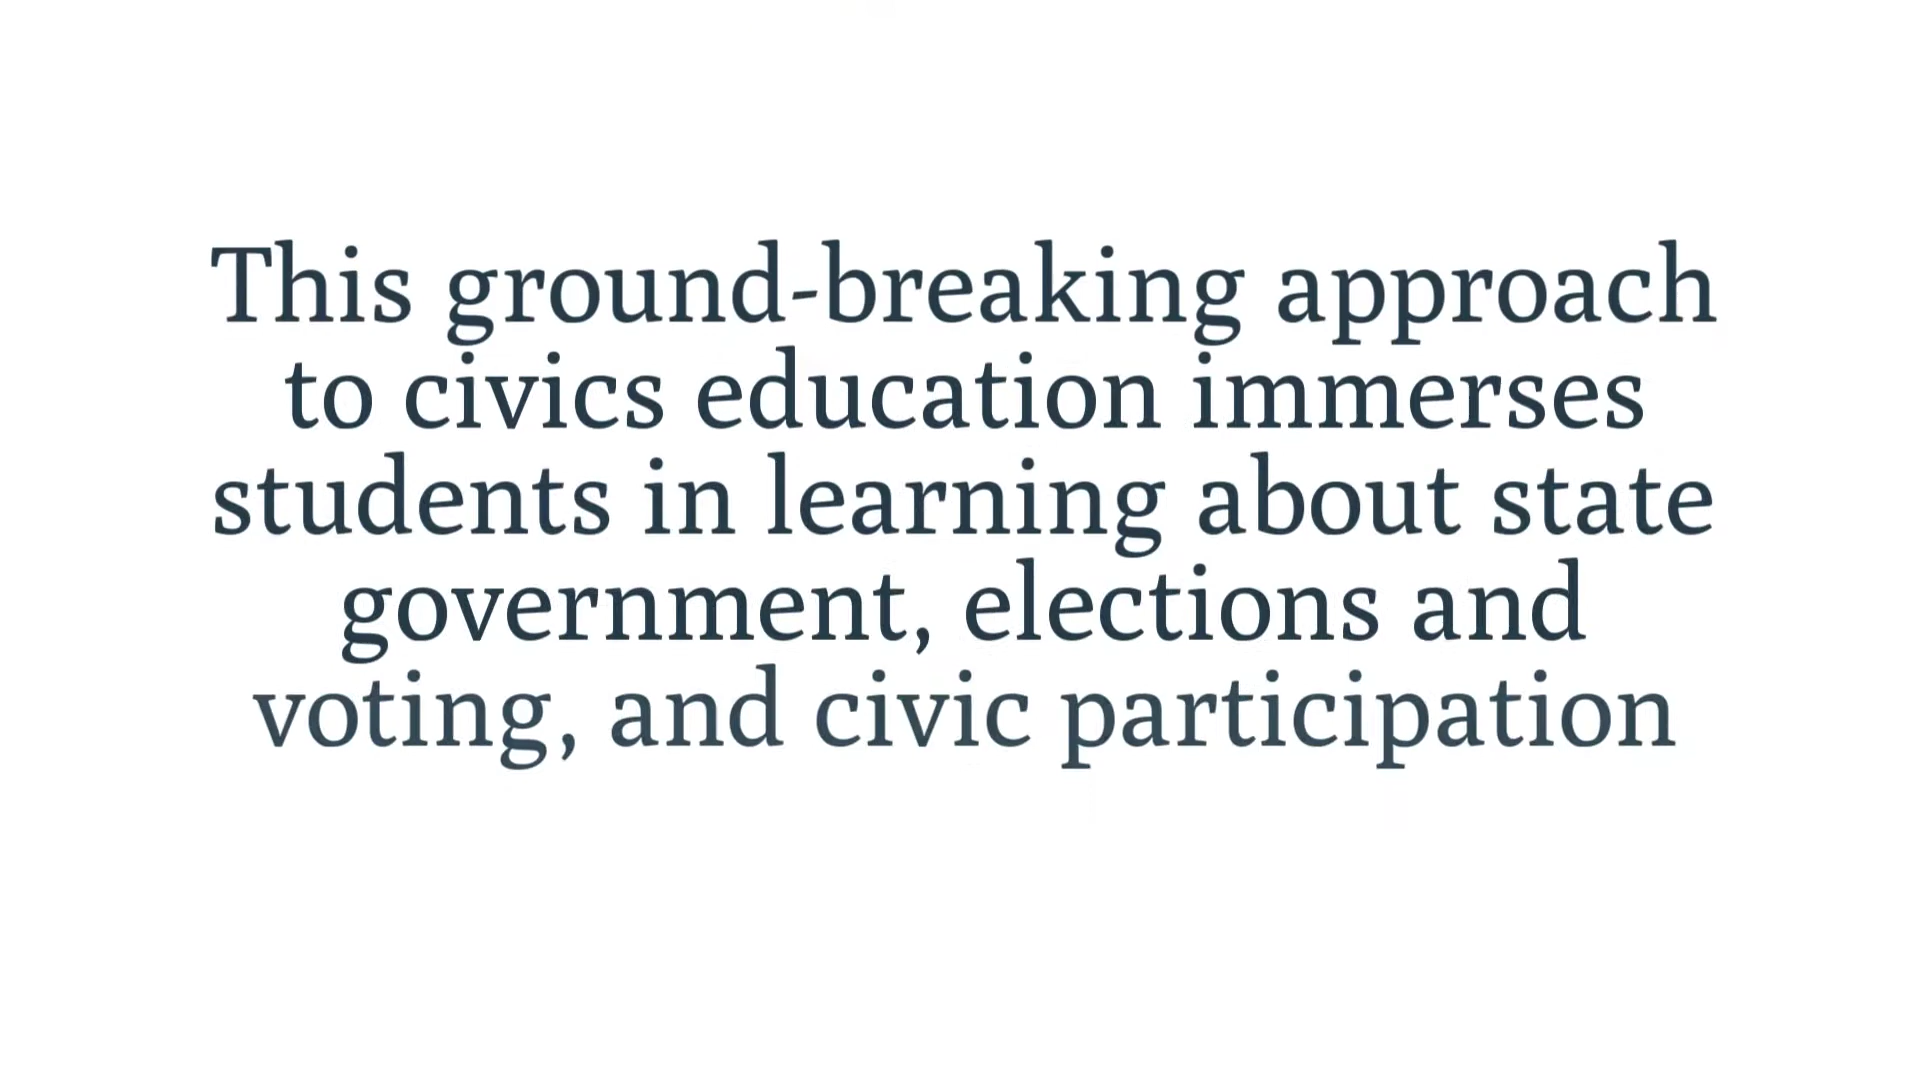 This ground-breaking approach
to civics education immerses
students in learning about state
government, elections and
voting, and civic participation